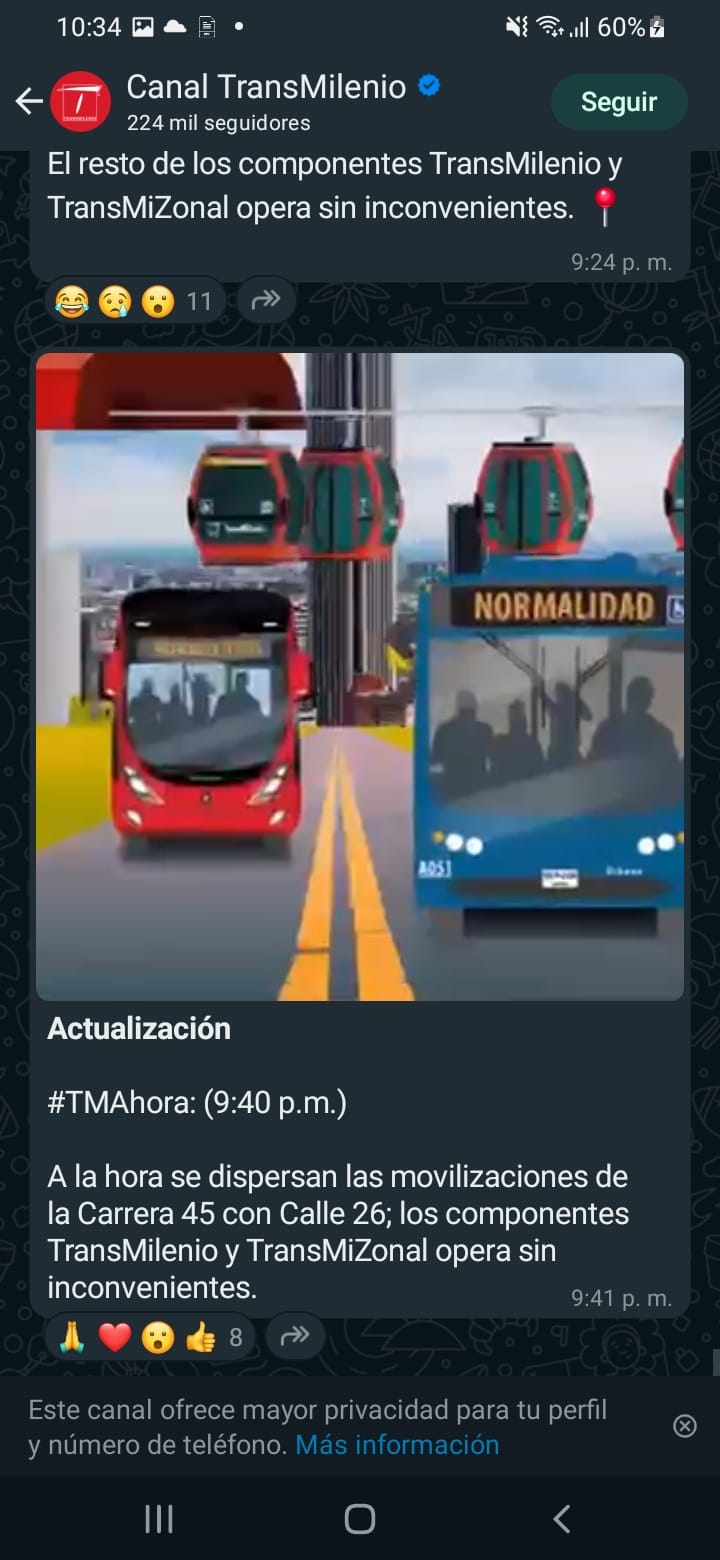 10:34
60%
Canal TransMilenio
224 mil seguidores
Seguir
El resto de los componentes TransMilenio y
TransMiZonal opera sin inconvenientes.
9:24 p. m.
11
NORMALIDAD
A051
Actualización
#TMAhora: (9:40 p.m.)
A la hora se dispersan las movilizaciones de
la Carrera 45 con Calle 26; los componentes
TransMilenio y TransMiZonal opera sin
inconvenientes.
9:41 p. m.
8
Este canal ofrece mayor privacidad para tu perfil
y número de teléfono. Más información